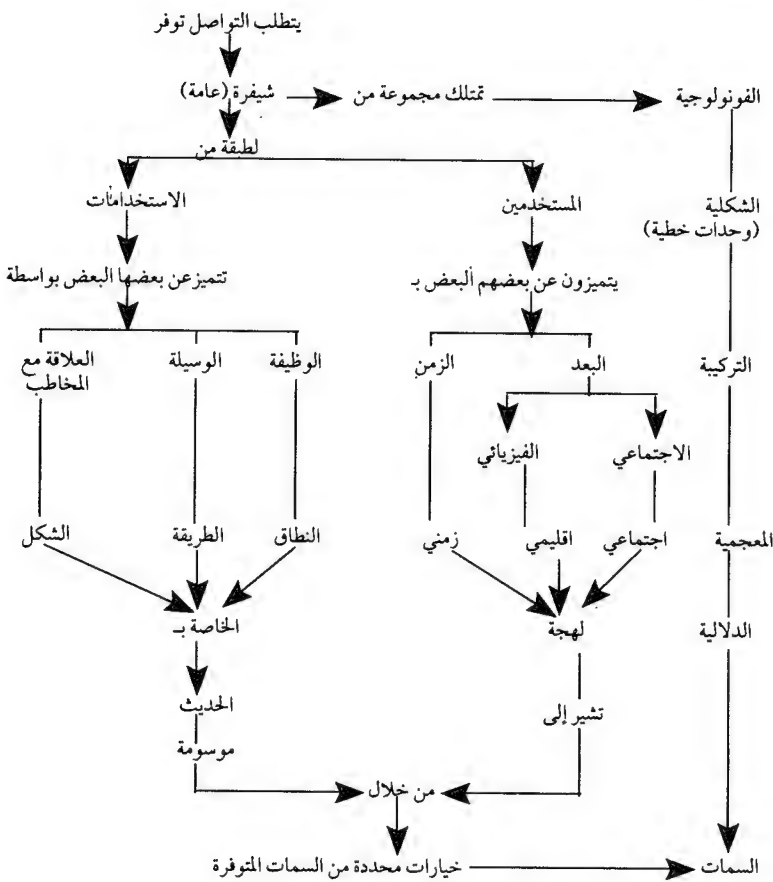 يتطلب التواصل توفر
شيفرة (عامة)
تمتلك مجموعة من
الفونولوجية
لطبقة من
المستخدمين
الاستخدامات
الشكلية
(وحدات خطية)
يتميزون عن بعضهم البعض بـ
تتميز عن بعضها البعض بواسطة
البعد
الزمن
الوظيفة
الوسيلة
العلاقة مع
المخاطب
التركيبة
الاجتماعي
الفيزيائي
اجتماعي
اقليمي
زمني
النطاق
الطريقة
الشكل
المعجمية
لهجة
الخاصة بـ
الدلالية
الحديث
تشير إلى
موسومة
من خلال
خيارات محددة من السمات المتوفرة
السمات